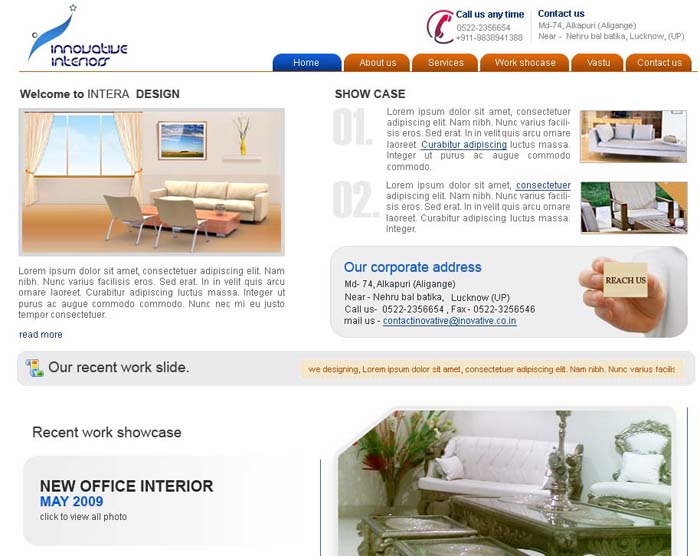 innovative
interiors
Call us any time
0522-2356654
+911-9838941388
Contact us
Md-74, Alkapuri (Aligange)
Near - Nehru bal batika, Lucknow, (UP)
Home
About us
Services
Work shocase
Vastu
Contact us
Welcome to INTERA DESIGN
Lorem ipsum dolor sit amet, consectetuer adipiscing elit. Nam
nibh. Nunc varius facilisis eros. Sed erat. In in velit quis arcu
ornare laoreet. Curabitur adipiscing luctus massa. Integer ut
purus ac augue commodo commodo. Nunc nec mi eu justo
tempor consectetuer.
read more
SHOW CASE
01.
Lorem ipsum dolor sit amet, consectetuer
adipiscing elit. Nam nibh. Nunc varius facili-
sis eros. Sed erat. In in velit quis arcu ornare
laoreet. Curabitur adipiscing luctus massa.
Integer ut purus ac augue commodo
commodo.
02.
Lorem ipsum dolor sit amet, consectetuer
adipiscing elit. Nam nibh. Nunc varius facili-
sis eros. Sed erat. In in velit quis arcu ornare
laoreet. Curabitur adipiscing luctus massa.
Integer.
Our corporate address
Md- 74, Alkapuri (Aligange)
Near - Nehru bal batika, Lucknow (UP)
Call us- 0522-2356654 , Fax - 0522-3256546
mail us - contactinovative@inovative.co.in
REACH US
Our recent work slide.
we designing, Lorem ipsum dolor sit amet, consectetuer adipiscing elit. Nam nibh. Nunc varius facilis
Recent work showcase
NEW OFFICE INTERIOR
MAY 2009
click to view all photo